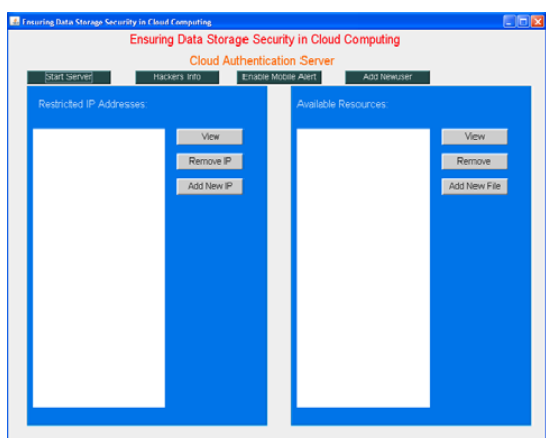 Ensuring Data Storage Security in Cloud Computing
Ensuring Data Storage Security in Cloud Computing
Cloud Authentication Server
Start Server Hackers Info Enable Mobile Alert Add Newuser
Restricted IP Addresses: Available Resources:
View View
Remove IP Remove
Add New IP Add New File